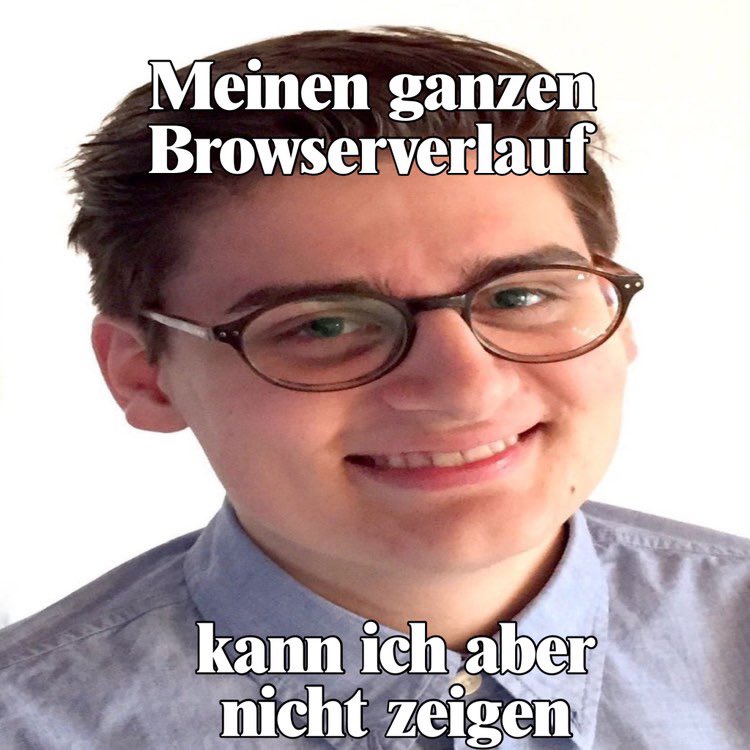 Meinen ganzen
Browserverlauf
kann ich aber
nicht zeigen